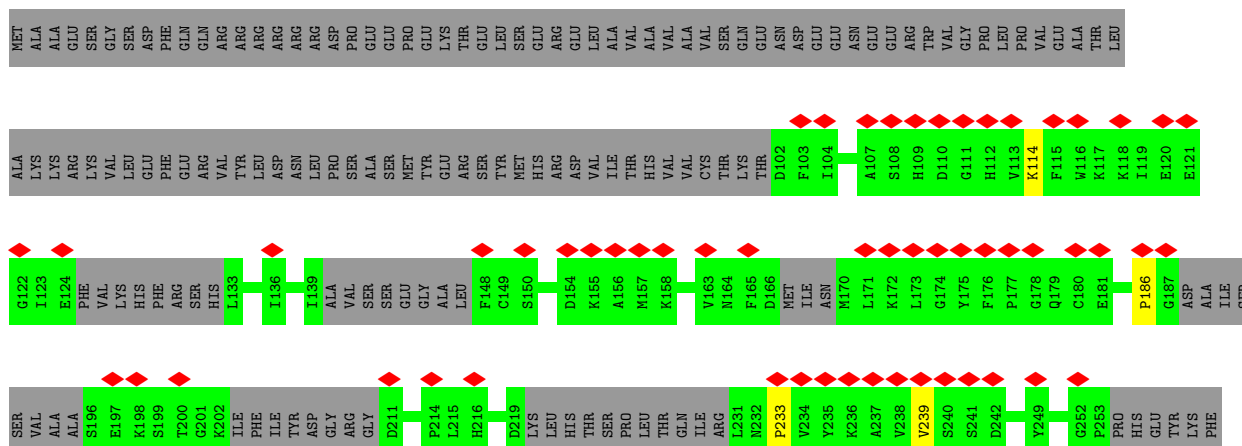 MET ALA ALA GLU SER GLY SER ASP PHE GLN GLN ARG ARG ARG ARG ARG ARG ASP PRO GLU GLU PRO GLU LYS THR GLU LEU SER GLU ARG GLU LEU ALA VAL ALA VAL ALA VAL SER GLN GLU ASN ASP GLU GLU ASN GLU GLU ARG TRP VAL GLY PRO LEU PRO VAL GLU ALA THR LEU
ALA LYS LYS ARG LYS VAL LEU GLU PHE GLU ARG VAL TYR LEU ASP ASN LEU PRO SER ALA SER MET TYR GLU ARG SER TYR MET HIS ARG ASP VAL ILE THR HIS VAL VAL CYS THR LYS THR D102 F103 I104 A107 S108 H109 D110 G111 H112 V113 K114 F115 W116 K117 K118 I119 E120 E121
G122 I123 E124 PHE VAL LYS HIS PHE ARG SER HIS L133 I136 I139 ALA VAL SER SER GLU GLY ALA LEU F148 C149 S150 D154 K155 A156 M157 K158 V163 N164 F165 D166 MET ILE ASN M170 L171 K172 L173 G174 Y175 F176 P177 G178 Q179 C180 E181 P186 G187 ASP ALA ILE SER
SER VAL ALA ALA S196 E197 K198 S199 T200 G201 K202 ILE PHE ILE TYR ASP GLY ARG GLY D211 P214 L215 H216 D219 LYS LEU HIS THR SER PRO LEU THR GLN ILE ARG L231 N232 P233 V234 Y235 K236 A237 V238 V239 S240 S241 D242 Y249 G252 P253 PRO HIS GLU TYR LYS PHE